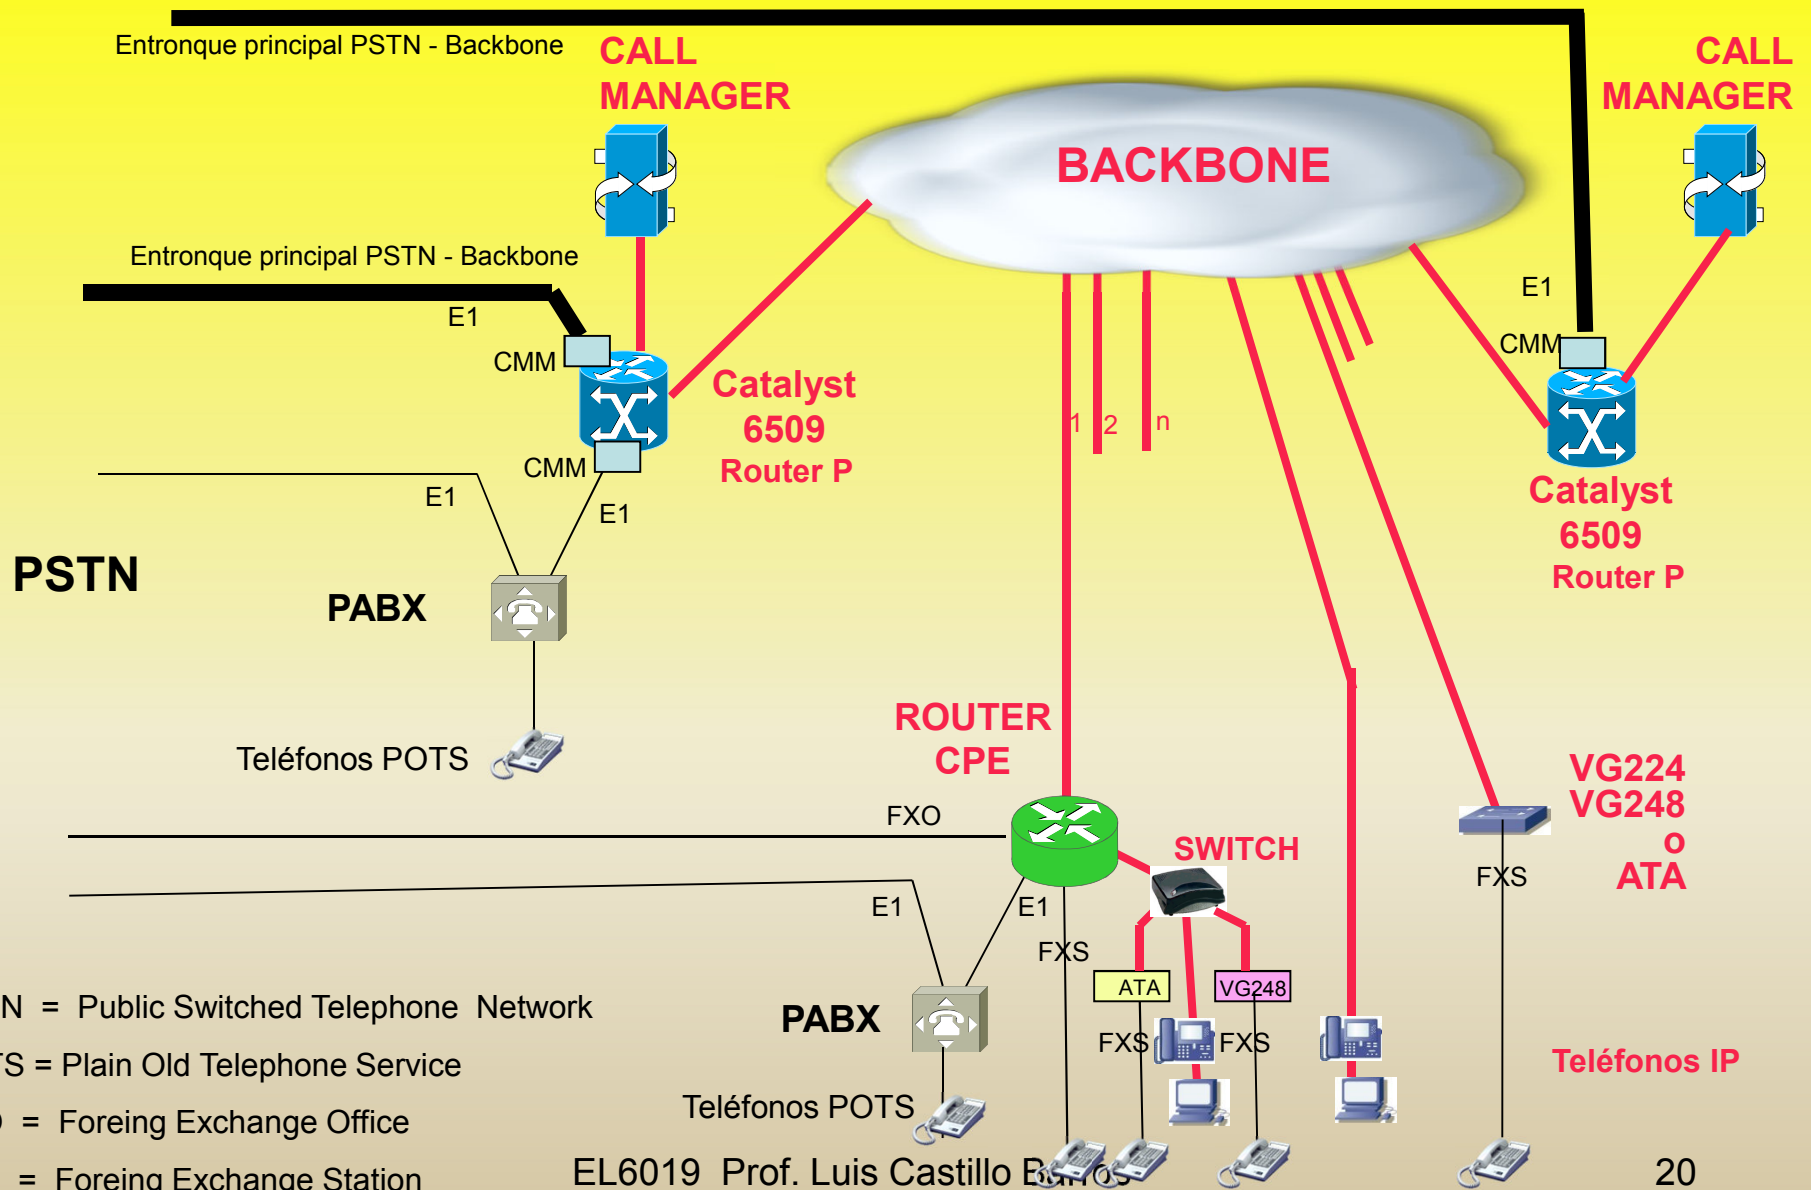 Entronque principal PSTN - Backbone
CALL
MANAGER
CALL
MANAGER
BACKBONE
Entronque principal PSTN - Backbone
E1
E1
CMM
CMM
Catalyst
6509
Router P
1
2
n
CMM
E1
E1
Catalyst
6509
Router P
PSTN
PABX
ROUTER
CPE
Teléfonos POTS
VG224
VG248
o
ATA
FXO
SWITCH
FXS
E1
E1
FXS
ATA
VG248
N = Public Switched Telephone Network
PABX
FXS
FXS
TS = Plain Old Telephone Service
Teléfonos IP
Teléfonos POTS
= Foreing Exchange Office
= Foreing Exchange Station
EL6019 Prof. Luis Castillo
20